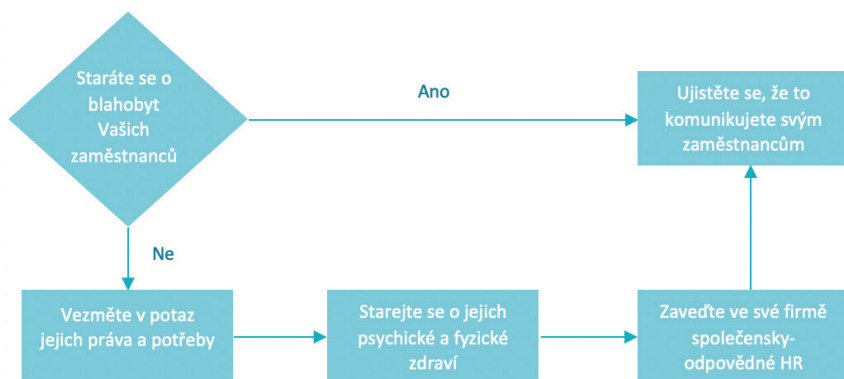 Staráte se o
blahobyt
Vašich
zaměstnanců
Ano
Ujistěte se, že to
komunikujete svým
zaměstnancům
Ne
Vezměte v potaz
jejich práva a potřeby
Starejte se o jejich
psychické a fyzické
zdraví
Zaveďte ve své firmě
společensky-
odpovědné HR